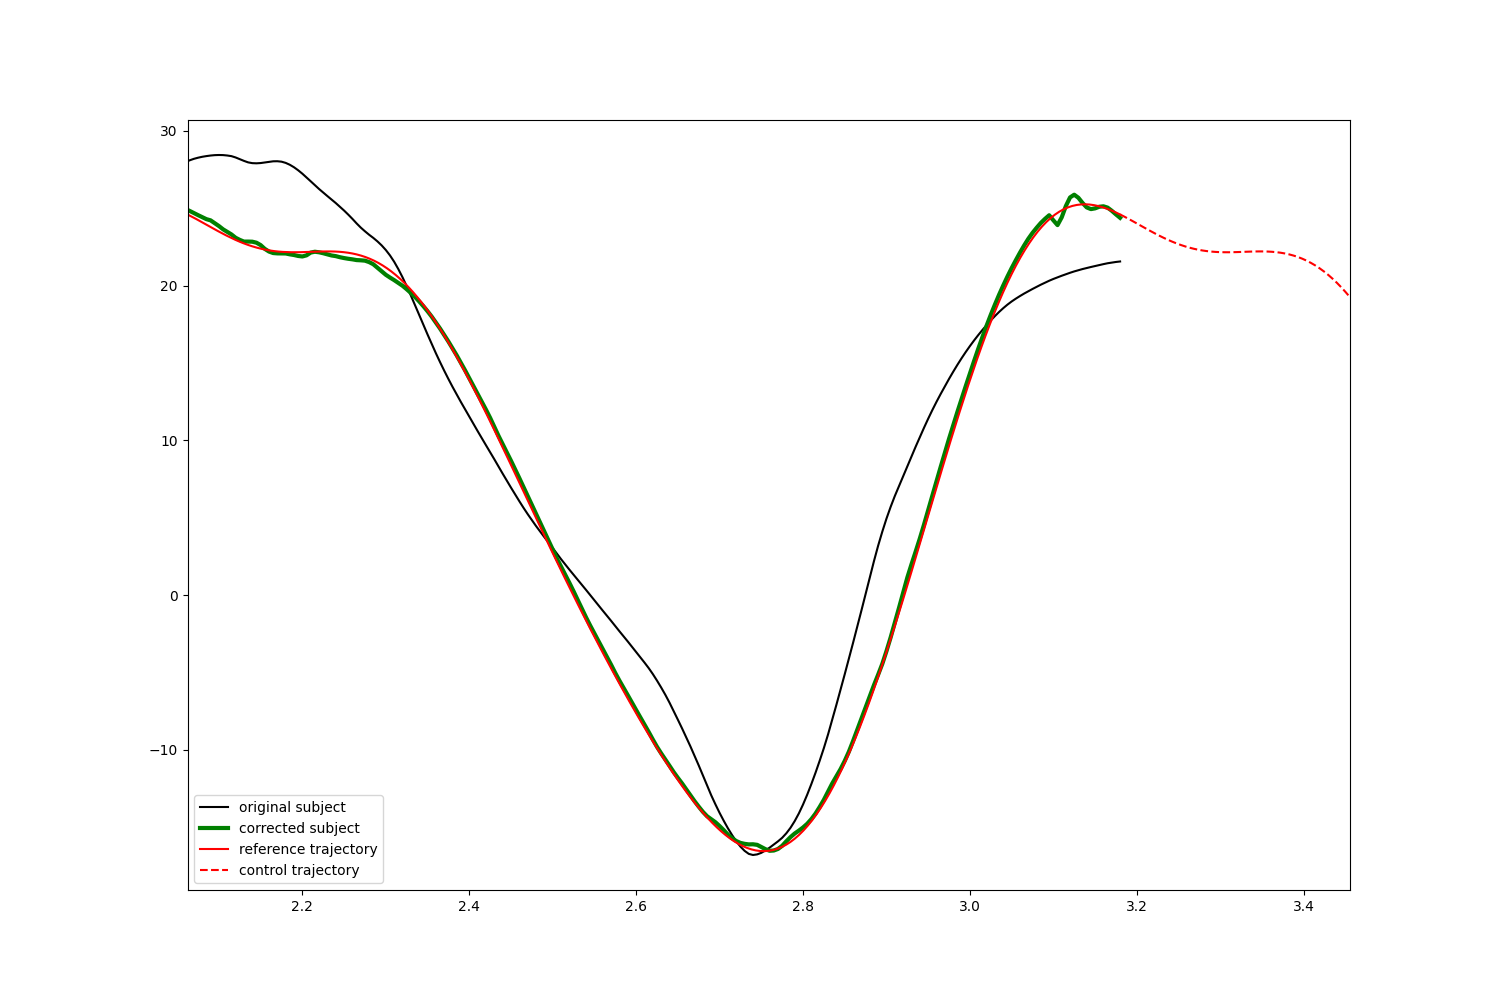 30
20
10
0
−10
original subject
corrected subject
reference trajectory
control trajectory
2.2 2.4 2.6 2.8 3.0 3.2 3.4